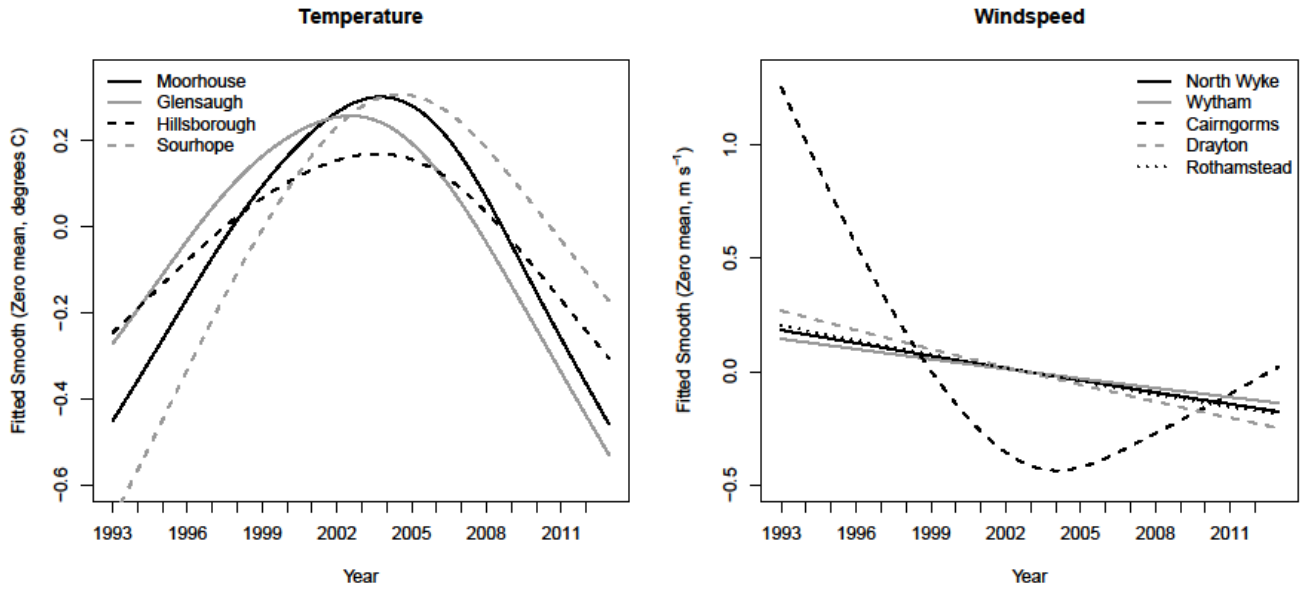 Temperature
Fitted Smooth (Zero mean, degrees C)
0.2
0.0
−0.2
−0.4
−0.6
Moorhouse
Glensaugh
Hillsborough
Sourhope
1993 1996 1999 2002 2005 2008 2011
Year
Windspeed
Fitted Smooth (Zero mean, m s⁻¹)
1.0
0.5
0.0
−0.5
North Wyke
Wytham
Cairngorms
Drayton
Rothamstead
1993 1996 1999 2002 2005 2008 2011
Year